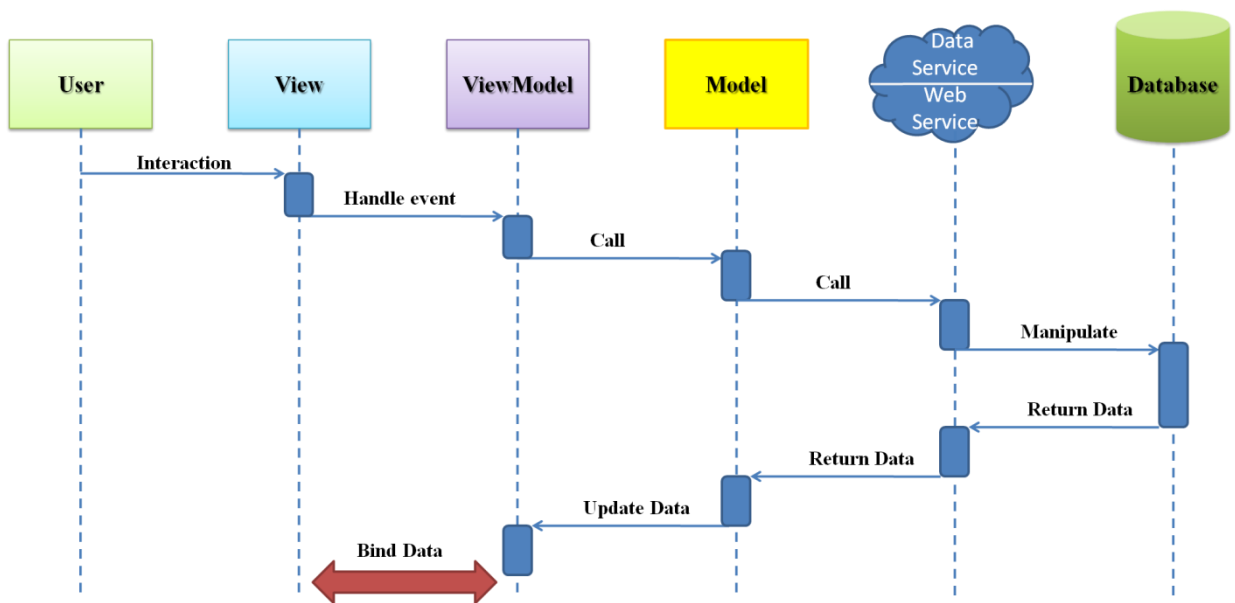 User
View
ViewModel
Model
Data
Service
Web
Service
Database
Interaction
Handle event
Call
Call
Manipulate
Return Data
Return Data
Update Data
Bind Data